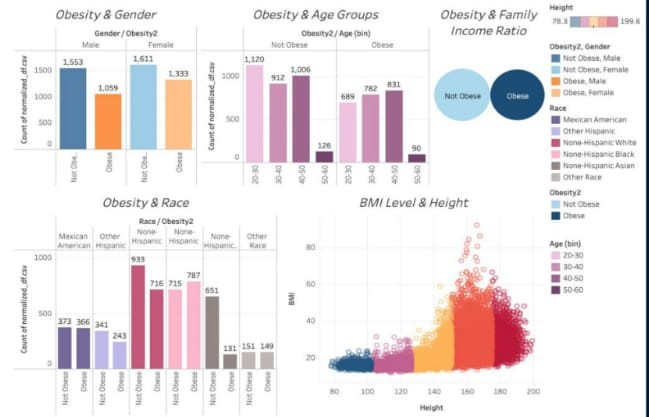 Obesity & Gender
Gender / Obesity2
Male Female
Count of normalized_df.csv
1500
1000
500
0
1,553
1,059
1,611
1,333
Not Obe..
Obese
Not Obe..
Obese
Obesity & Age Groups
Obesity2 / Age (bin)
Not Obese Obese
Count of normalized_df.csv
1000
500
0
1,120
912
1,006
126
689
782
831
90
20-30
30-40
40-50
50-60
20-30
30-40
40-50
50-60
Obesity & Family
Income Ratio
Not Obese
Obese
Height
78.3 199.6
Obesity2, Gender
Not Obese, Male
Not Obese, Female
Obese, Male
Obese, Female
Race
Mexican American
Other Hispanic
None-Hispanic White
None-Hispanic Black
None-Hispanic Asian
Other Race
Obesity2
Not Obese
Obese
Age (bin)
20-30
30-40
40-50
50-60
Obesity & Race
Race / Obesity2
Mexican
American
Other
Hispanic
None-
Hispanic
None-
Hispanic
None-
Hispanic..
Other
Race
Count of normalized_df.csv
1000
500
0
373
366
341
243
933
716
715
787
651
131
151
149
Not Obese
Obese
Not Obese
Obese
Not Obese
Obese
Not Obese
Obese
Not Obese
Obese
Not Obese
Obese
BMI Level & Height
BMI
80
60
40
20
80 100 120 140 160 180 200
Height